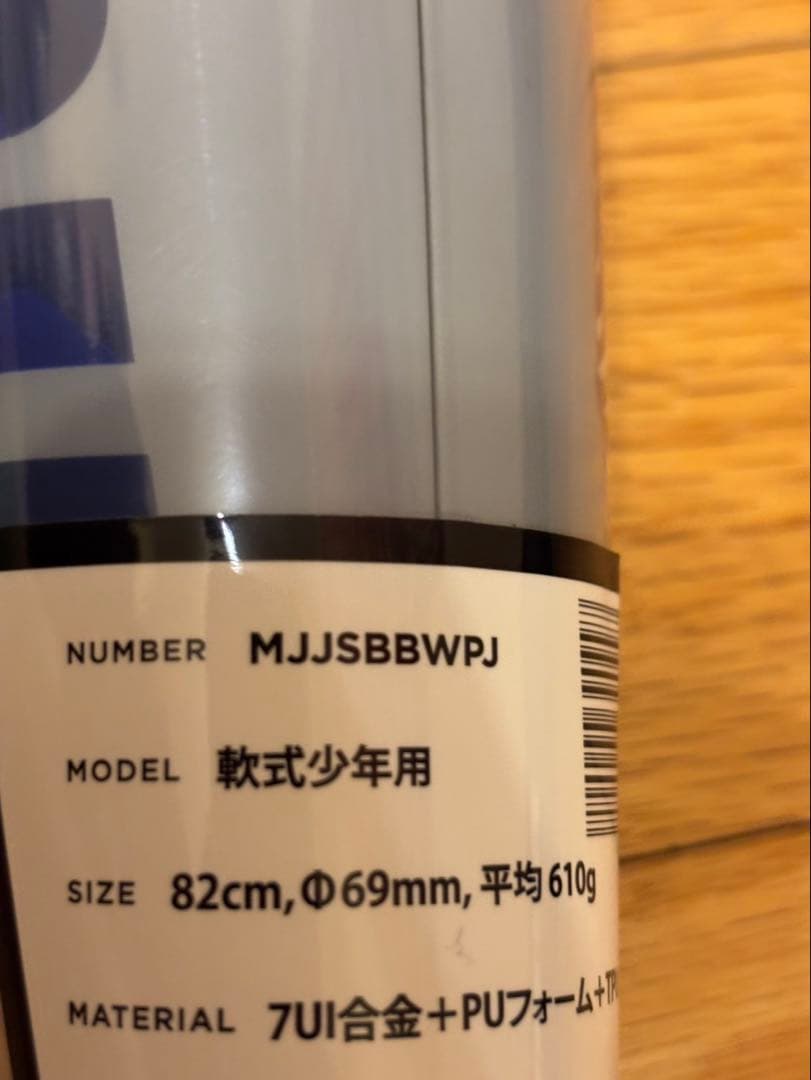 NUMBER MJJSBBWPJ
MODEL 軟式少年用
SIZE 82cm, Φ69mm, 平均610g
MATERIAL 7UI合金+PUフォーム+TP